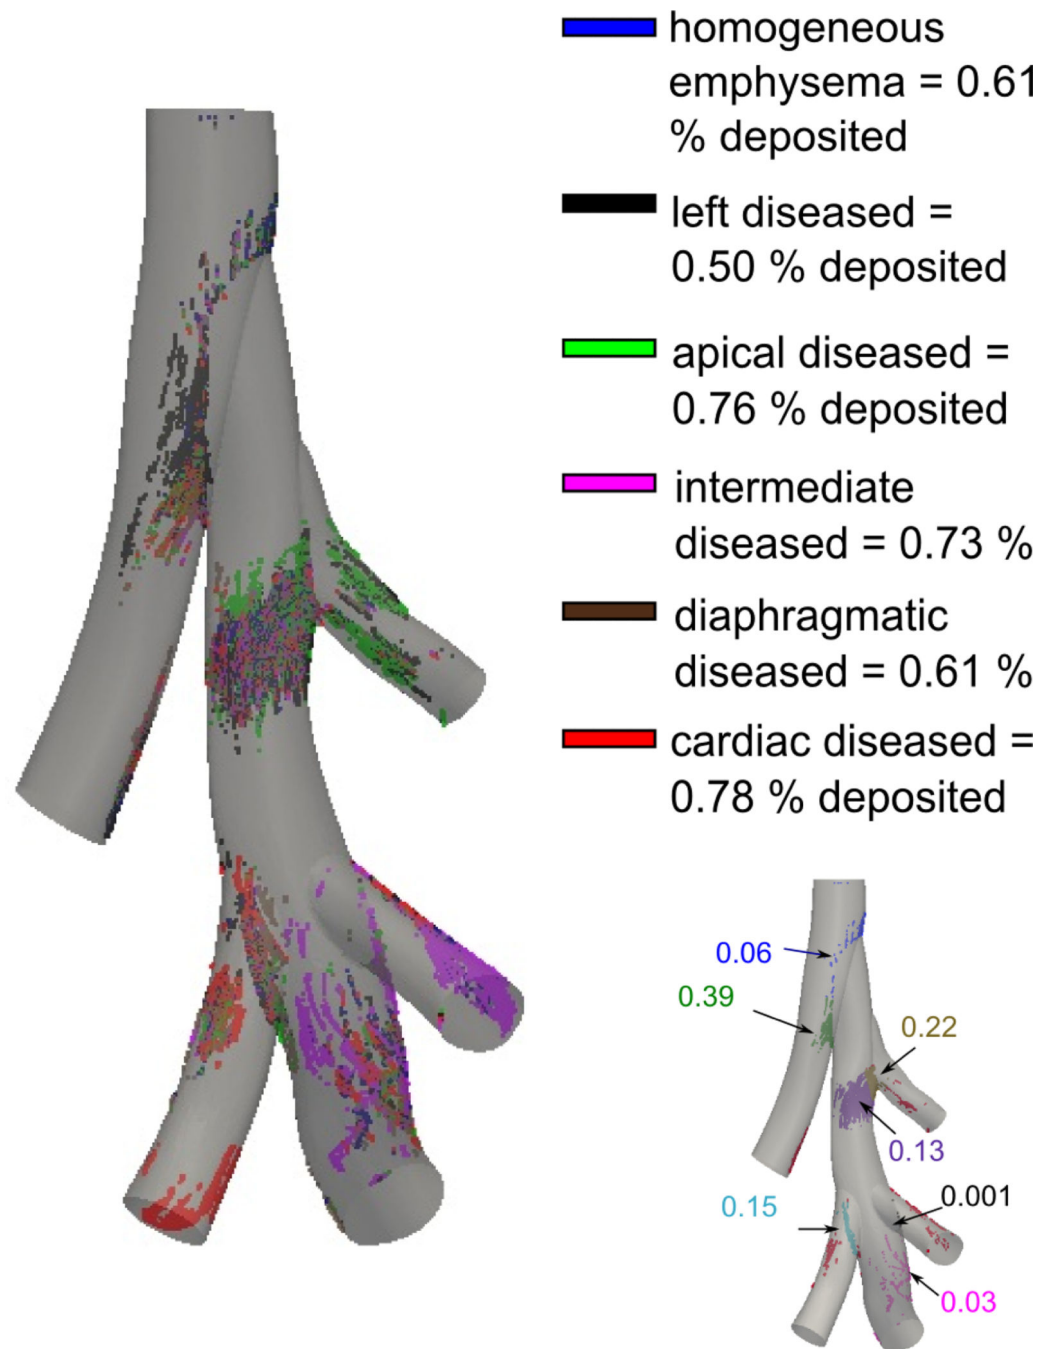 homogeneous
emphysema = 0.61
% deposited
left diseased =
0.50 % deposited
apical diseased =
0.76 % deposited
intermediate
diseased = 0.73 %
diaphragmatic
diseased = 0.61 %
cardiac diseased =
0.78 % deposited
0.06
0.39
0.22
0.13
0.001
0.15
0.03